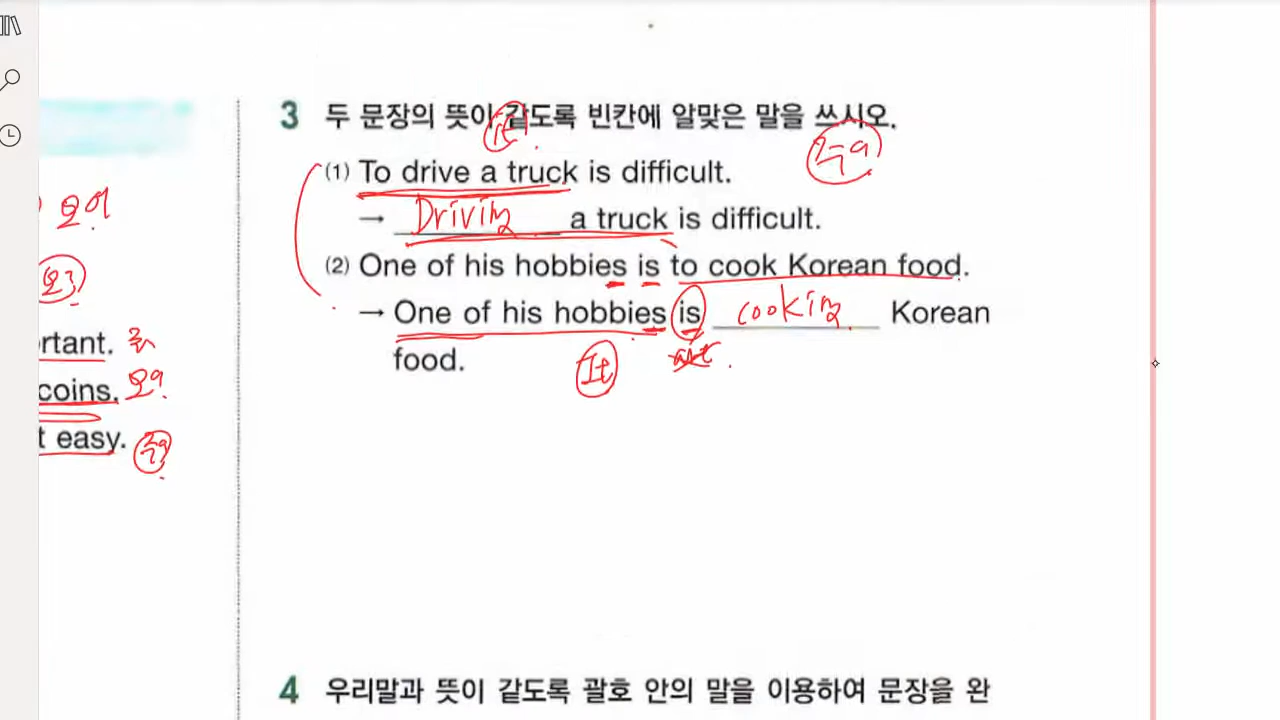 오어
rtant.
coins.
t easy.
3 두 문장의 뜻이 같도록 빈칸에 알맞은 말을 쓰시오.
(1) To drive a truck is difficult.
→ Driving a truck is difficult.
(2) One of his hobbies is to cook Korean food.
→ One of his hobbies is cooking Korean
food.
It
4 우리말과 뜻이 같도록 괄호 안의 말을 이용하여 문장을 완